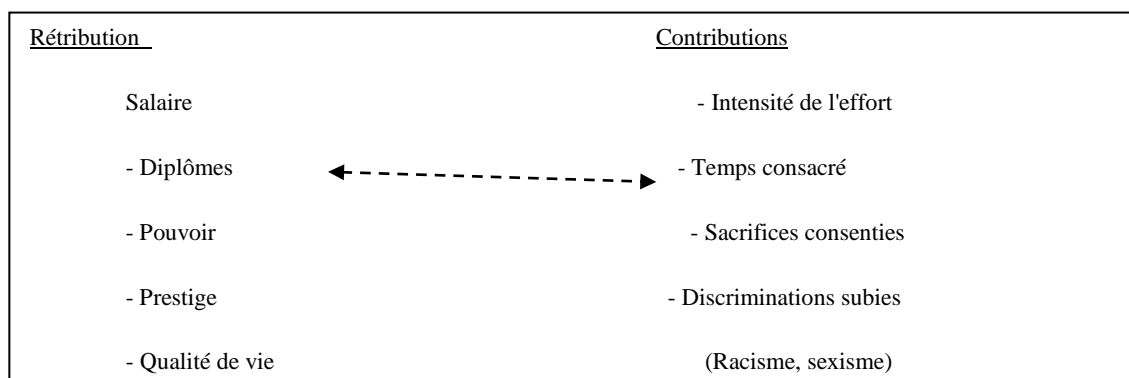 Rétribution Contributions
Salaire - Intensité de l'effort
- Diplômes - Temps consacré
- Pouvoir - Sacrifices consenties
- Prestige - Discriminations subies
- Qualité de vie (Racisme, sexisme)